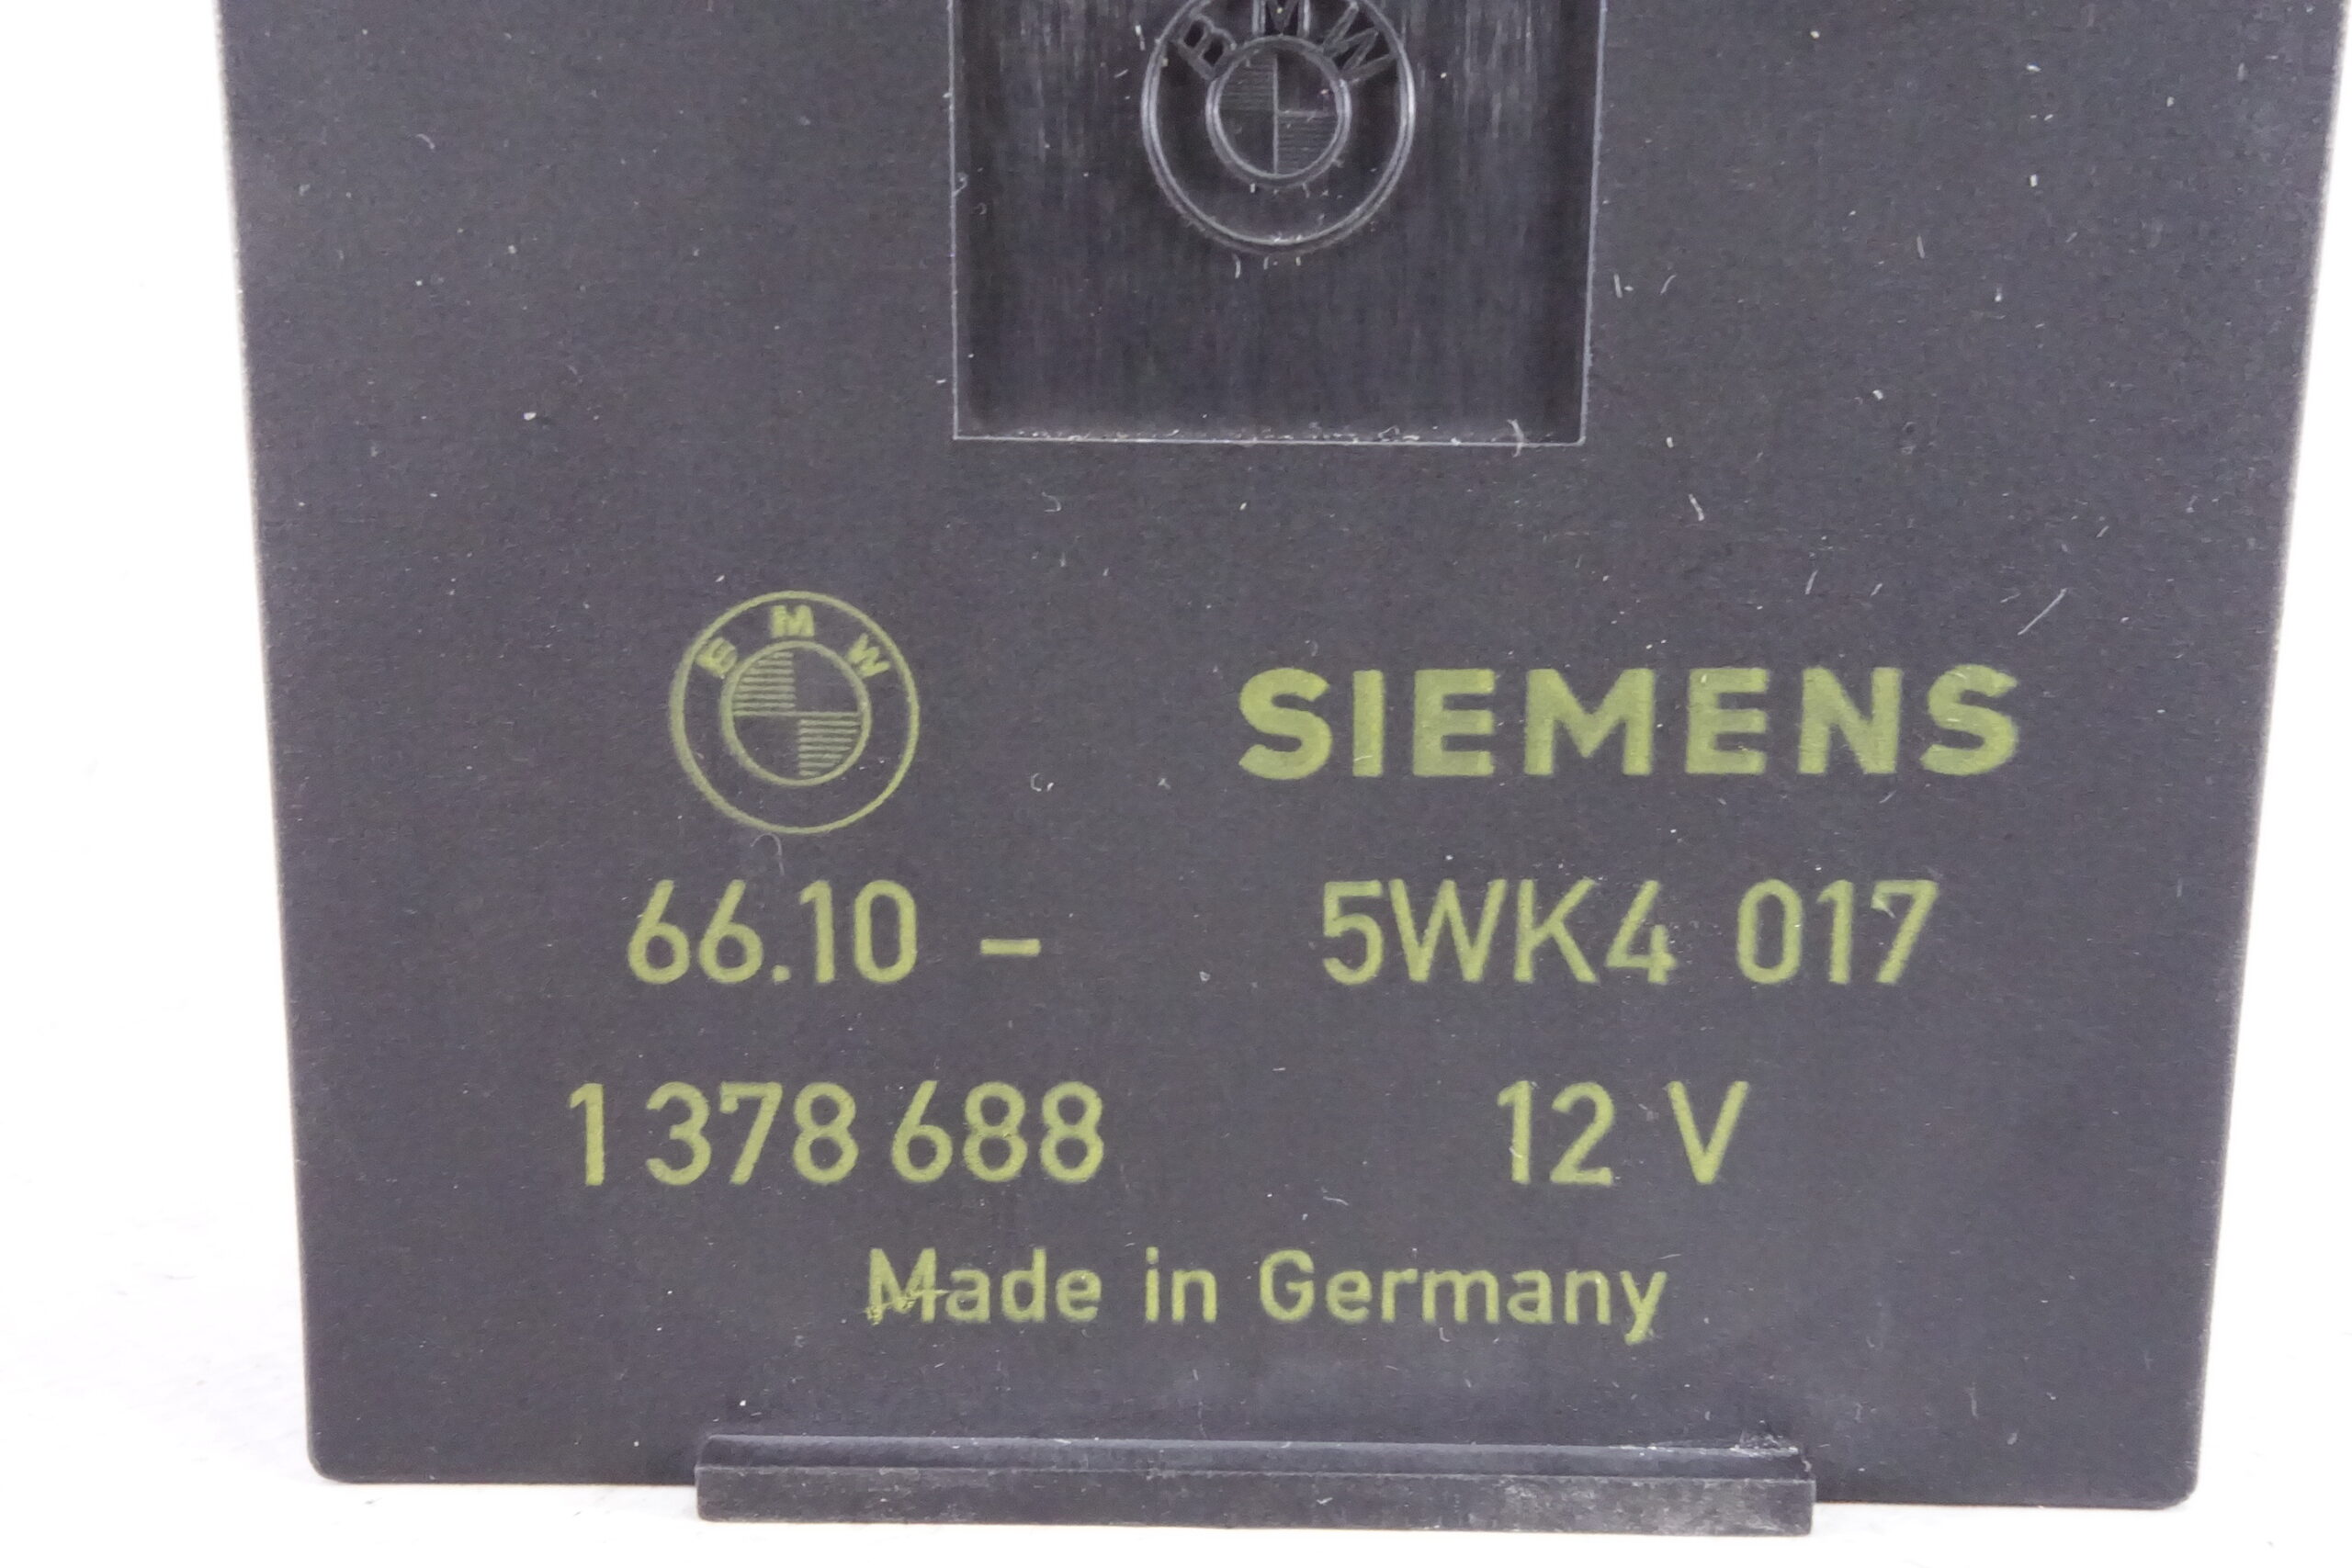 BMW
BMW
SIEMENS
66.10 – 5WK4 017
1 378 688 12 V
Made in Germany